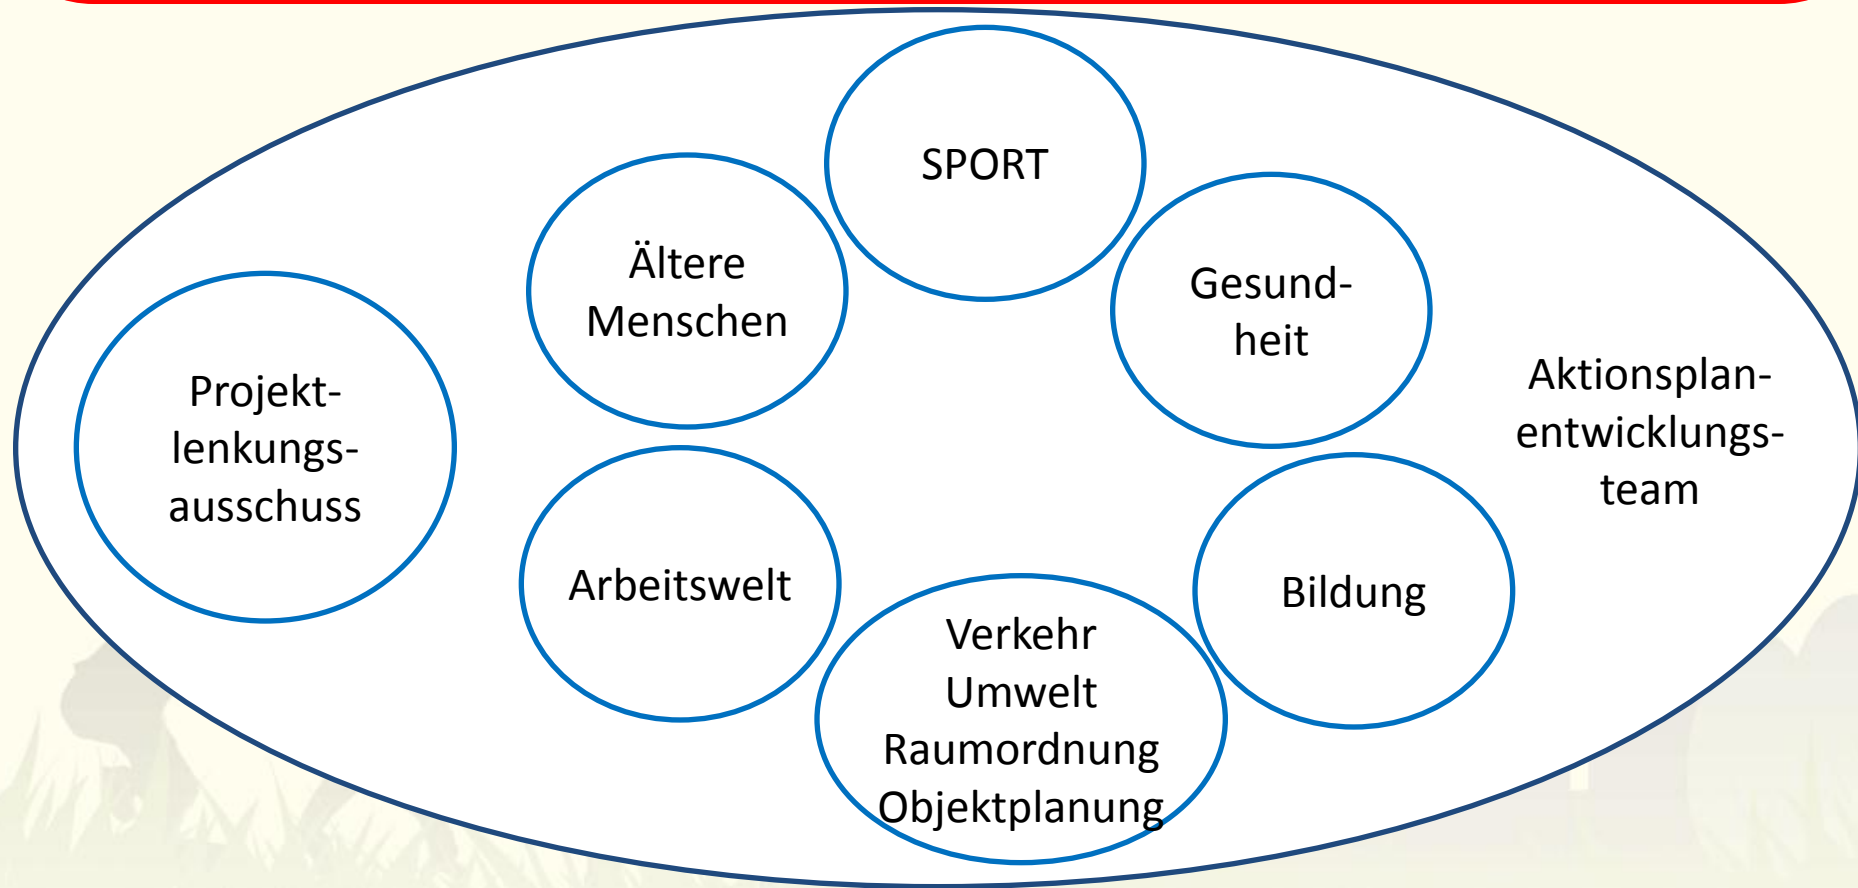 SPORT
Ältere
Menschen
Gesund-
heit
Projekt-
lenkungs-
ausschuss
Aktionsplan-
entwicklungs-
team
Arbeitswelt
Bildung
Verkehr
Umwelt
Raumordnung
Objektplanung